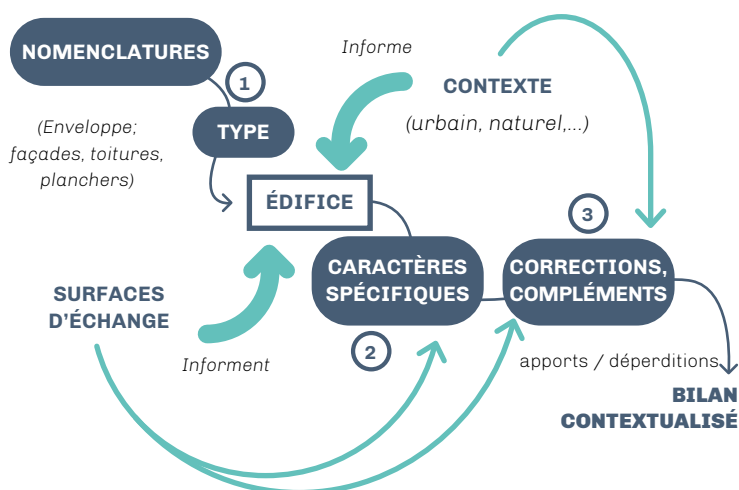 NOMENCLATURES
1
TYPE
(Enveloppe;
façades, toitures,
planchers)
Informe
CONTEXTE
(urbain, naturel,...)
ÉDIFICE
3
CARACTÈRES
SPÉCIFIQUES
CORRECTIONS,
COMPLÉMENTS
SURFACES
D'ÉCHANGE
Informent
2
apports / déperditions
BILAN
CONTEXTUALISÉ